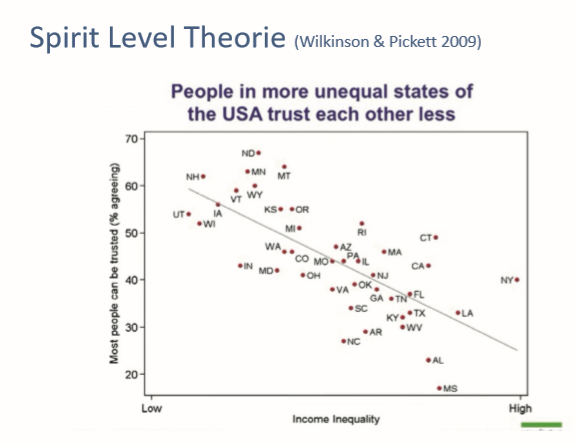 Spirit Level Theorie (Wilkinson & Pickett 2009)
People in more unequal states of
the USA trust each other less
Most people can be trusted (% agreeing)
70
60
50
40
30
20
ND
MN
MT
NH
WY
VT
IA
UT
WI
KS
OR
MI
RI
CT
WA
CO
AZ
PA
MA
MO
IL
CA
IN
MD
OH
NJ
NY
VA
OK
GA
TN
FL
SC
KY
TX
LA
WV
AR
NC
AL
MS
Low
High
Income Inequality